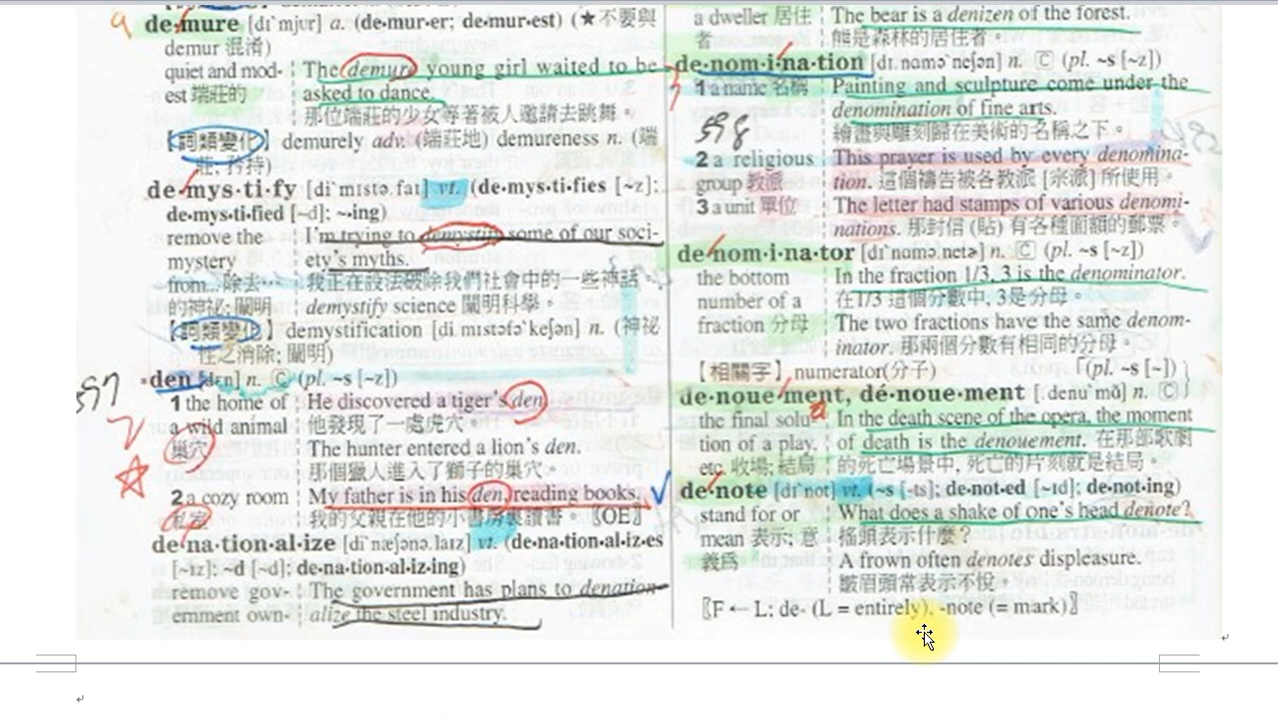 de·mure [dɪˋmjʊr] a. (de·mur·er; de·mur·est) (★不要與
demur 混淆)
quiet and mod- The demure young girl waited to be
est 端莊的 asked to dance.
那位端莊的少女等著被人邀請去跳舞。
【詞類變化】 demurely adv. (端莊地) demureness n. (端
莊, 矜持)
de·mys·ti·fy [diˋmɪstəˏfaɪ] vt. (de·mys·ti·fies [~z];
de·mys·ti·fied [~d]; ~·ing)
remove the I'm trying to demystify some of our soci-
mystery ety's myths.
from...除去… 我正在設法破除我們社會中的一些神話。
的神祕; 闡明 demystify science 闡明科學。
【詞類變化】 demystification n. (神祕
性之消除; 闡明)
597
*den [dɛn] n. Ⓒ (pl. ~s [~z])
1 the home of He discovered a tiger's den.
a wild animal 他發現了一處虎穴。
巢穴 The hunter entered a lion's den.
那個獵人進入了獅子的巢穴。
2 a cozy room My father is in his den, reading books.
私室 我的父親在他的小書房裏讀書。〖OE〗
de·na·tion·al·ize [diˋnæʃənəˏlaɪz] vt. (de·na·tion·al·iz·es
[~ɪz]; -d [~d]; de·na·tion·al·iz·ing)
remove gov- The government has plans to denation-
ernment own- alize the steel industry.
a dweller 居住 The bear is a denizen of the forest.
者 熊是森林的居住者。
de·nom·i·na·tion [dɪˏnɑməˋneʃən] n. Ⓒ (pl. ~s [~z])
1 a name 名稱 Painting and sculpture come under the
denomination of fine arts.
598
繪畫與雕刻歸在美術的名稱之下。
2 a religious This prayer is used by every denomina-
group 教派 tion. 這個禱告被各教派 [宗派] 所使用。
3 a unit 單位 The letter had stamps of various denomi-
nations. 那封信 (貼) 有各種面額的郵票。
de·nom·i·na·tor [dɪˋnɑməˏnetɚ] n. Ⓒ (pl. ~s [~z])
the bottom In the fraction 1/3, 3 is the denominator.
number of a 在1/3 這個分數中, 3是分母。
fraction 分母 The two fractions have the same denom-
inator. 那兩個分數有相同的分母。
【相關字】 numerator(分子) (pl. ~s [~])
de·noue·ment, dé·noue·ment n. Ⓒ
the final solu- In the death scene of the opera, the moment
tion of a play, of death is the denouement. 在那部歌劇
etc. 收場; 結局 的死亡場景中, 死亡的片刻就是結局。
de·note [dɪˋnot] vt. (~s [-ts]; de·not·ed [~ɪd]; de·not·ing)
stand for or What does a shake of one's head denote?
mean 表示; 意 搖頭表示什麼？
義爲 A frown often denotes displeasure.
皺眉頭常表示不悅。
〖F ← L; de- (L = entirely), -note (= mark)〗